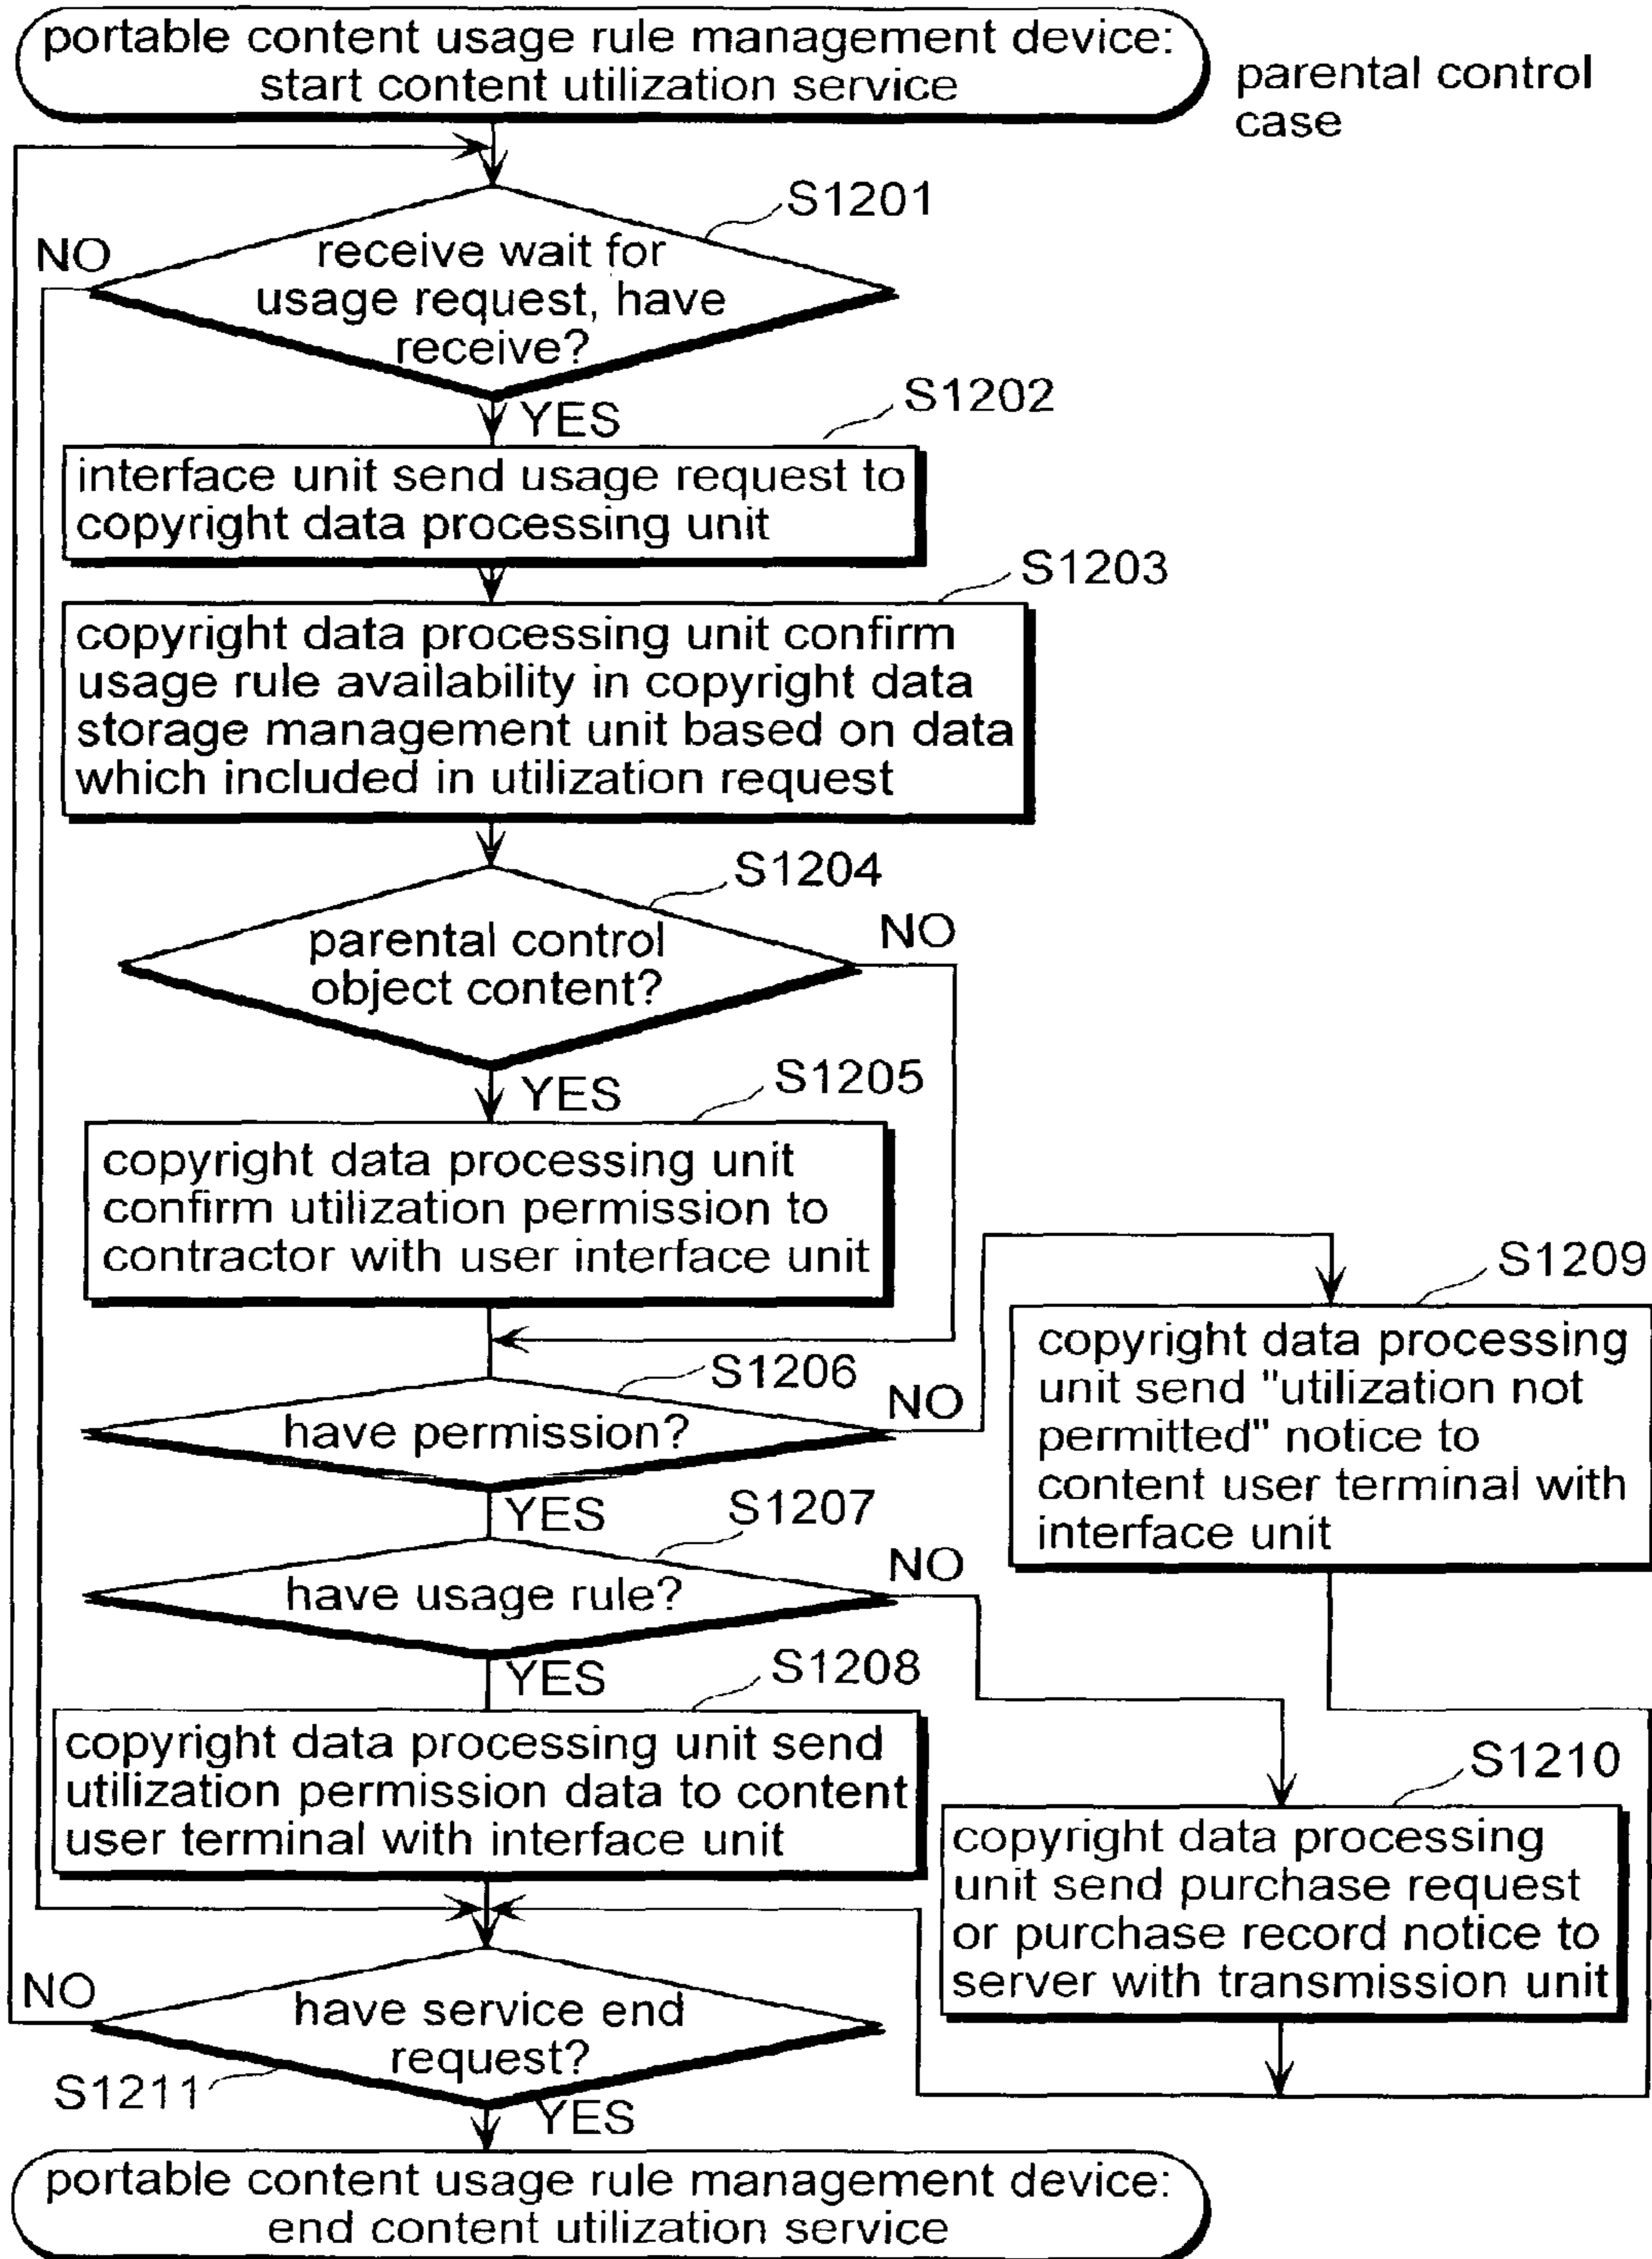 portable content usage rule management device:
start content utilization service
parental control
case
S1201
NO
receive wait for
usage request, have
receive?
YES
S1202
interface unit send usage request to
copyright data processing unit
S1203
copyright data processing unit confirm
usage rule availability in copyright data
storage management unit based on data
which included in utilization request
S1204
parental control
object content?
NO
YES
S1205
copyright data processing unit
confirm utilization permission to
contractor with user interface unit
S1206
have permission?
NO
YES
S1209
copyright data processing
unit send "utilization not
permitted" notice to
content user terminal with
interface unit
S1207
have usage rule?
NO
YES
S1208
copyright data processing unit send
utilization permission data to content
user terminal with interface unit
S1210
copyright data processing
unit send purchase request
or purchase record notice to
server with transmission unit
NO
have service end
request?
S1211
YES
portable content usage rule management device:
end content utilization service